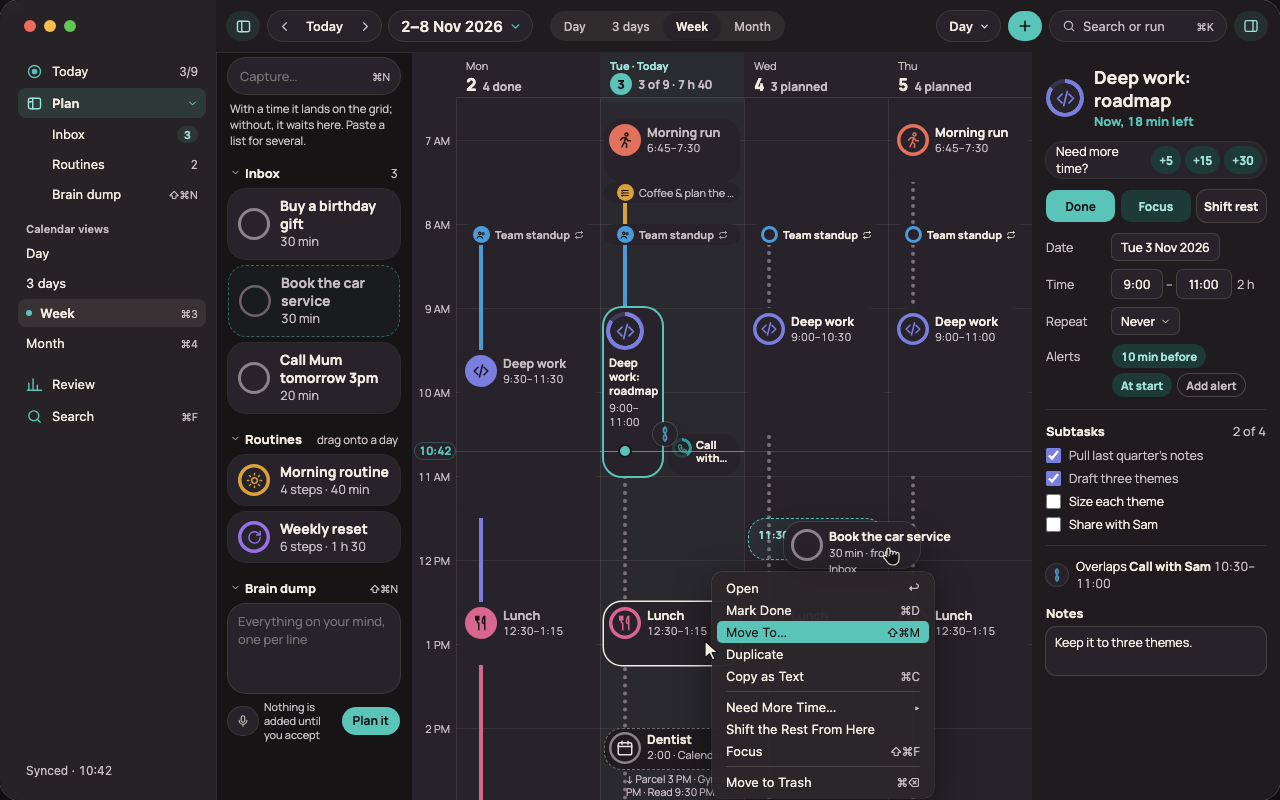 Today 3/9
Plan
Inbox 3
Routines 2
Brain dump ⇧⌘N
Calendar views
Day
3 days
Week ⌘3
Month ⌘4
Review
Search ⌘F
Synced · 10:42
Today
2–8 Nov 2026
Day
3 days
Week
Month
Day
Search or run ⌘K
Capture... ⌘N
With a time it lands on the grid;
without, it waits here. Paste a
list for several.
Inbox 3
Buy a birthday
gift
30 min
Book the car
service
30 min
Call Mum
tomorrow 3pm
20 min
Routines drag onto a day
Morning routine
4 steps · 40 min
Weekly reset
6 steps · 1 h 30
Brain dump ⇧⌘N
Everything on your mind,
one per line
Nothing is
added until
you accept
Plan it
Mon
2 4 done
Tue · Today
3 3 of 9 · 7 h 40
Wed
4 3 planned
Thu
5 4 planned
7 AM
8 AM
9 AM
10 AM
10:42
11 AM
12 PM
1 PM
2 PM
Team standup
Deep work
9:30–11:30
Lunch
12:30–1:15
Morning run
6:45–7:30
Coffee & plan the ...
Team standup
Deep
work:
roadmap
9:00–
11:00
Call
with...
Lunch
12:30–1:15
Dentist
2:00 · Calend
↓ Parcel 3 PM · Gy
PM · Read 9:30 PM
Team standup
Deep work
9:00–10:30
11:30
Book the car service
30 min · from
Inbox
Morning run
6:45–7:30
Team standup
Deep work
9:00–11:00
Lunch
12:30–1:15
Open ↩
Mark Done ⌘D
Move To... ⇧⌘M
Duplicate
Copy as Text ⌘C
Need More Time... ▸
Shift the Rest From Here
Focus ⇧⌘F
Move to Trash ⌘⌫
Deep work:
roadmap
Now, 18 min left
Need more
time?
+5 +15 +30
Done
Focus
Shift rest
Date Tue 3 Nov 2026
Time 9:00 – 11:00 2 h
Repeat Never
Alerts 10 min before
At start Add alert
Subtasks 2 of 4
Pull last quarter's notes
Draft three themes
Size each theme
Share with Sam
Overlaps Call with Sam 10:30–
11:00
Notes
Keep it to three themes.